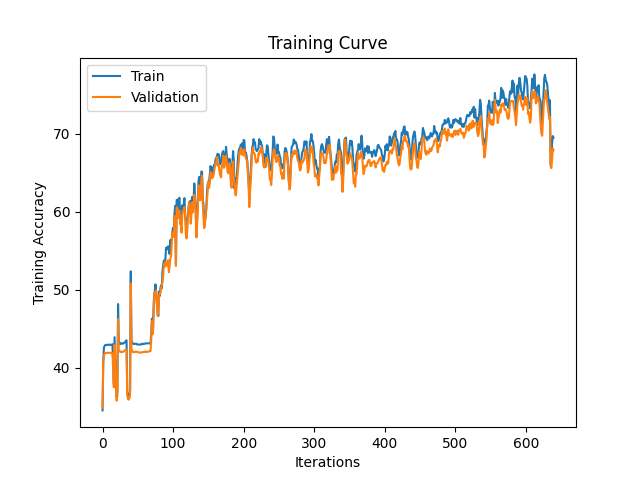 Training Curve
Train
Validation
70
60
50
40
Training Accuracy
0 100 200 300 400 500 600
Iterations